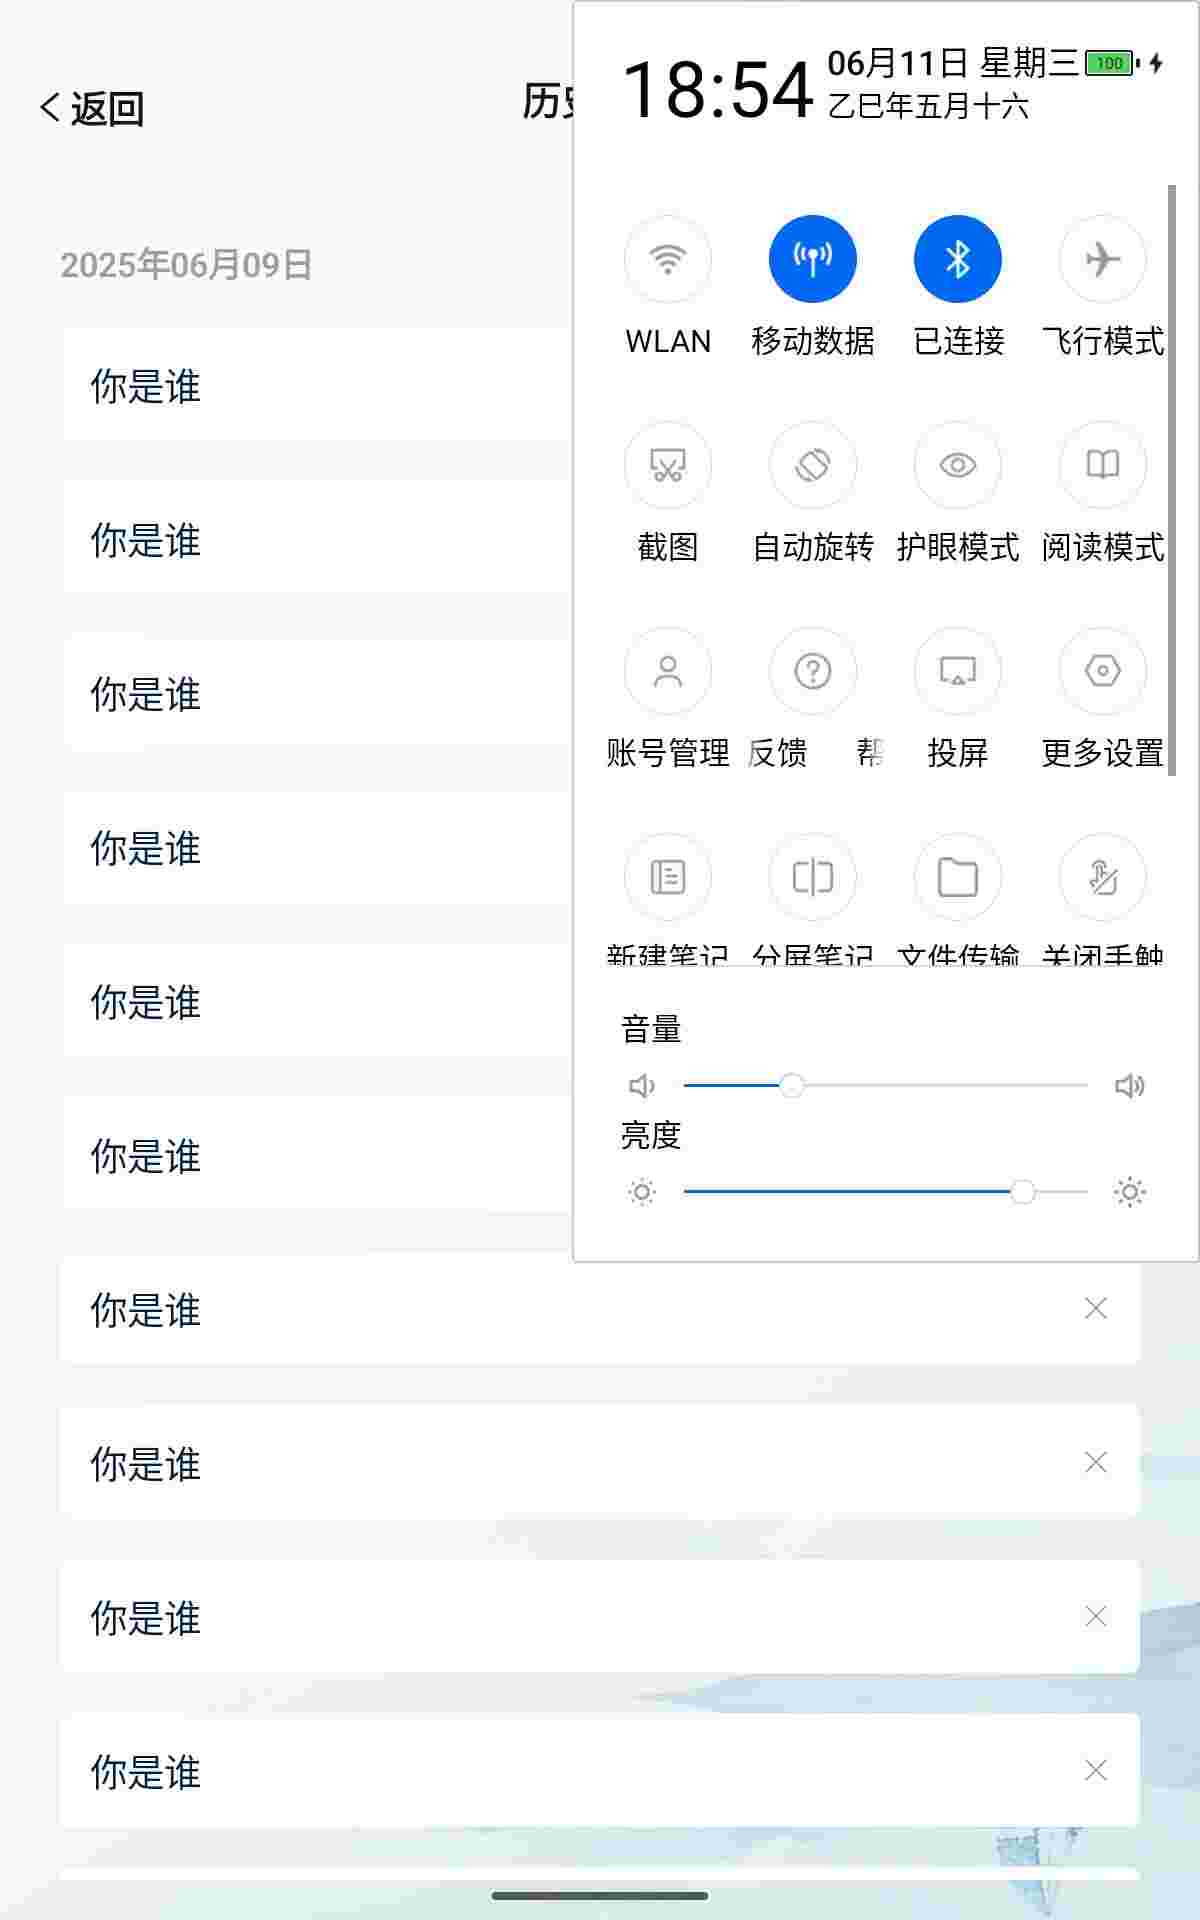 18:54
06月11日 星期三
100
乙巳年五月十六
返回
历史
2025年06月09日
WLAN
移动数据
已连接
飞行模式
你是谁
截图
自动旋转
护眼模式
阅读模式
你是谁
账号管理
反馈 帮
投屏
更多设置
你是谁
你是谁
新建笔记
分屏笔记
文件传输
关闭手触
你是谁
音量
亮度
你是谁
你是谁
你是谁
你是谁
你是谁